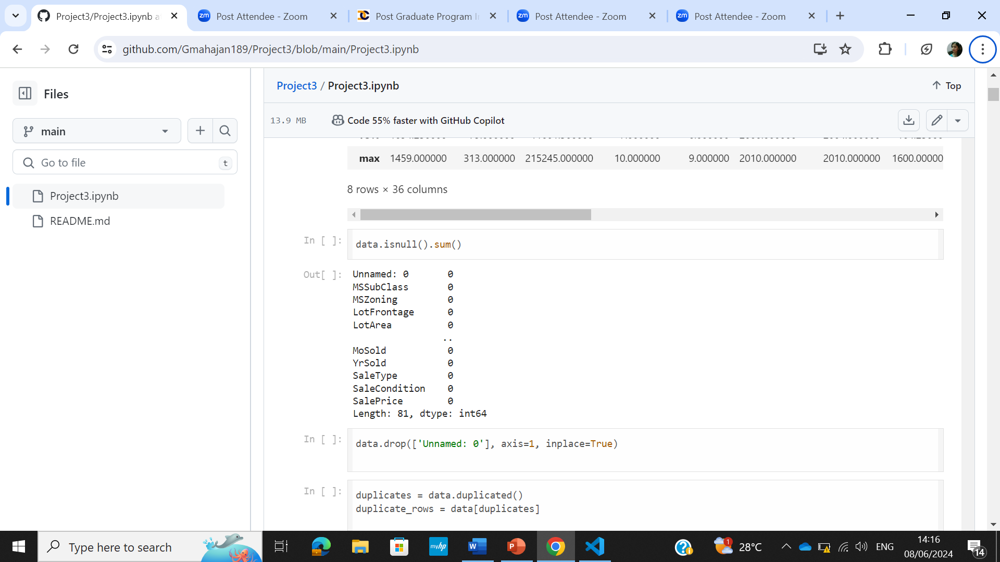 Project3/Project3.ipynb a
Post Attendee - Zoom
Post Graduate Program I
Post Attendee - Zoom
Post Attendee - Zoom
github.com/Gmahajan189/Project3/blob/main/Project3.ipynb
Files
Project3 / Project3.ipynb
Top
13.9 MB
Code 55% faster with GitHub Copilot
main
Go to file
t
Project3.ipynb
README.md
max 1459.000000 313.000000 215245.000000 10.000000 9.000000 2010.000000 2010.000000 1600.00000
8 rows × 36 columns
In [ ]:
data.isnull().sum()
Out[ ]:
Unnamed: 0 0
MSSubClass 0
MSZoning 0
LotFrontage 0
LotArea 0
..
MoSold 0
YrSold 0
SaleType 0
SaleCondition 0
SalePrice 0
Length: 81, dtype: int64
In [ ]:
data.drop(['Unnamed: 0'], axis=1, inplace=True)
In [ ]:
duplicates = data.duplicated()
duplicate_rows = data[duplicates]
Type here to search
myhp
1
28°C
ENG
14:16
08/06/2024
14